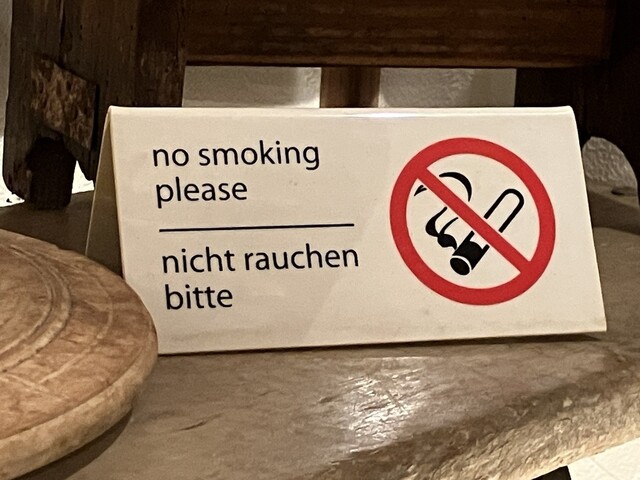 no smoking
please
nicht rauchen
bitte